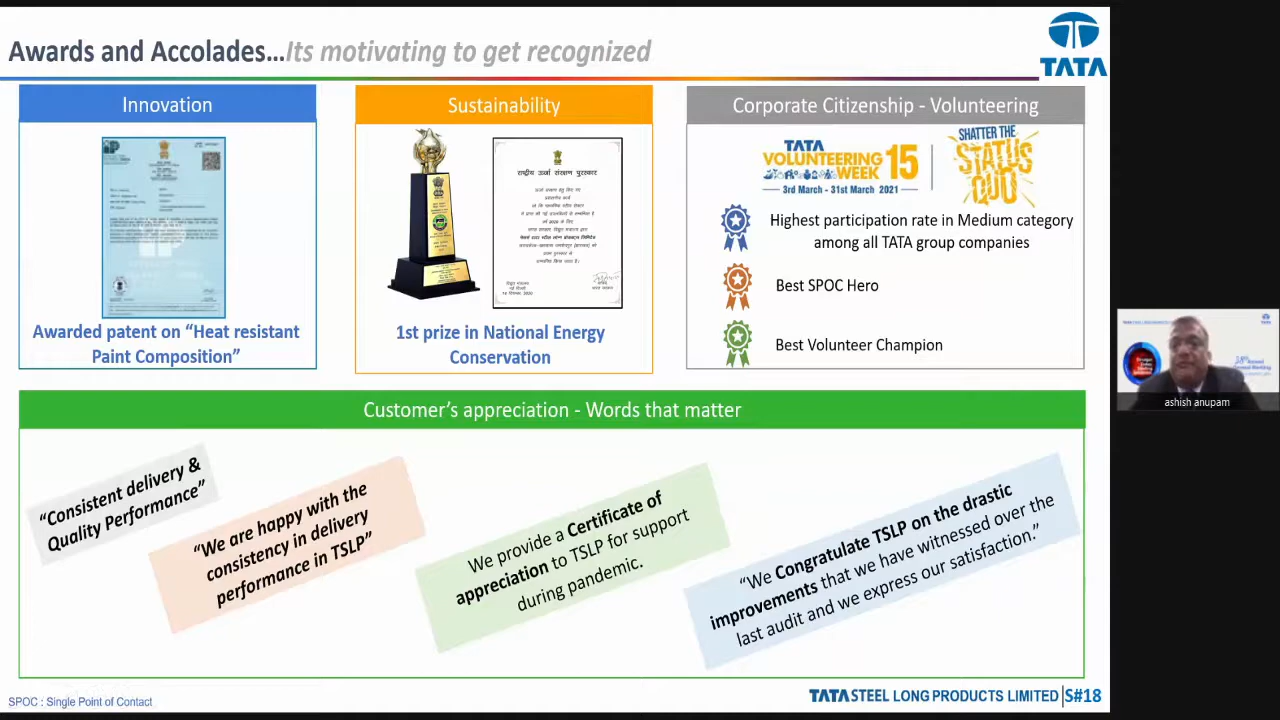 Awards and Accolades...Its motivating to get recognized
TATA
Innovation
Awarded patent on “Heat resistant
Paint Composition”
Sustainability
राष्ट्रीय ऊर्जा संरक्षण पुरस्कार
1st prize in National Energy
Conservation
Corporate Citizenship - Volunteering
TATA
VOLUNTEERING
WEEK
15
3rd March - 31st March 2021
SHATTER THE
STATUS
QUO
Highest participation rate in Medium category
among all TATA group companies
Best SPOC Hero
Best Volunteer Champion
ashish anupam
Customer’s appreciation - Words that matter
“Consistent delivery &
Quality Performance”
“We are happy with the
consistency in delivery
performance in TSLP”
We provide a Certificate of
appreciation to TSLP for support
during pandemic.
“We Congratulate TSLP on the drastic
improvements that we have witnessed over the
last audit and we express our satisfaction.”
SPOC : Single Point of Contact
TATA STEEL LONG PRODUCTS LIMITED | S#18